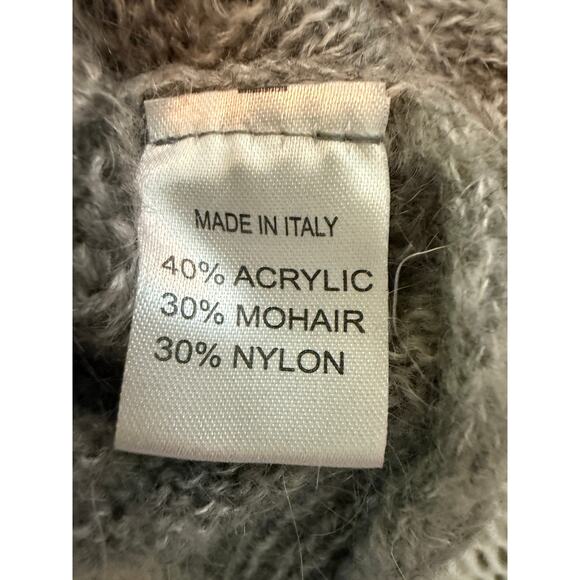 MADE IN ITALY
40% ACRYLIC
30% MOHAIR
30% NYLON